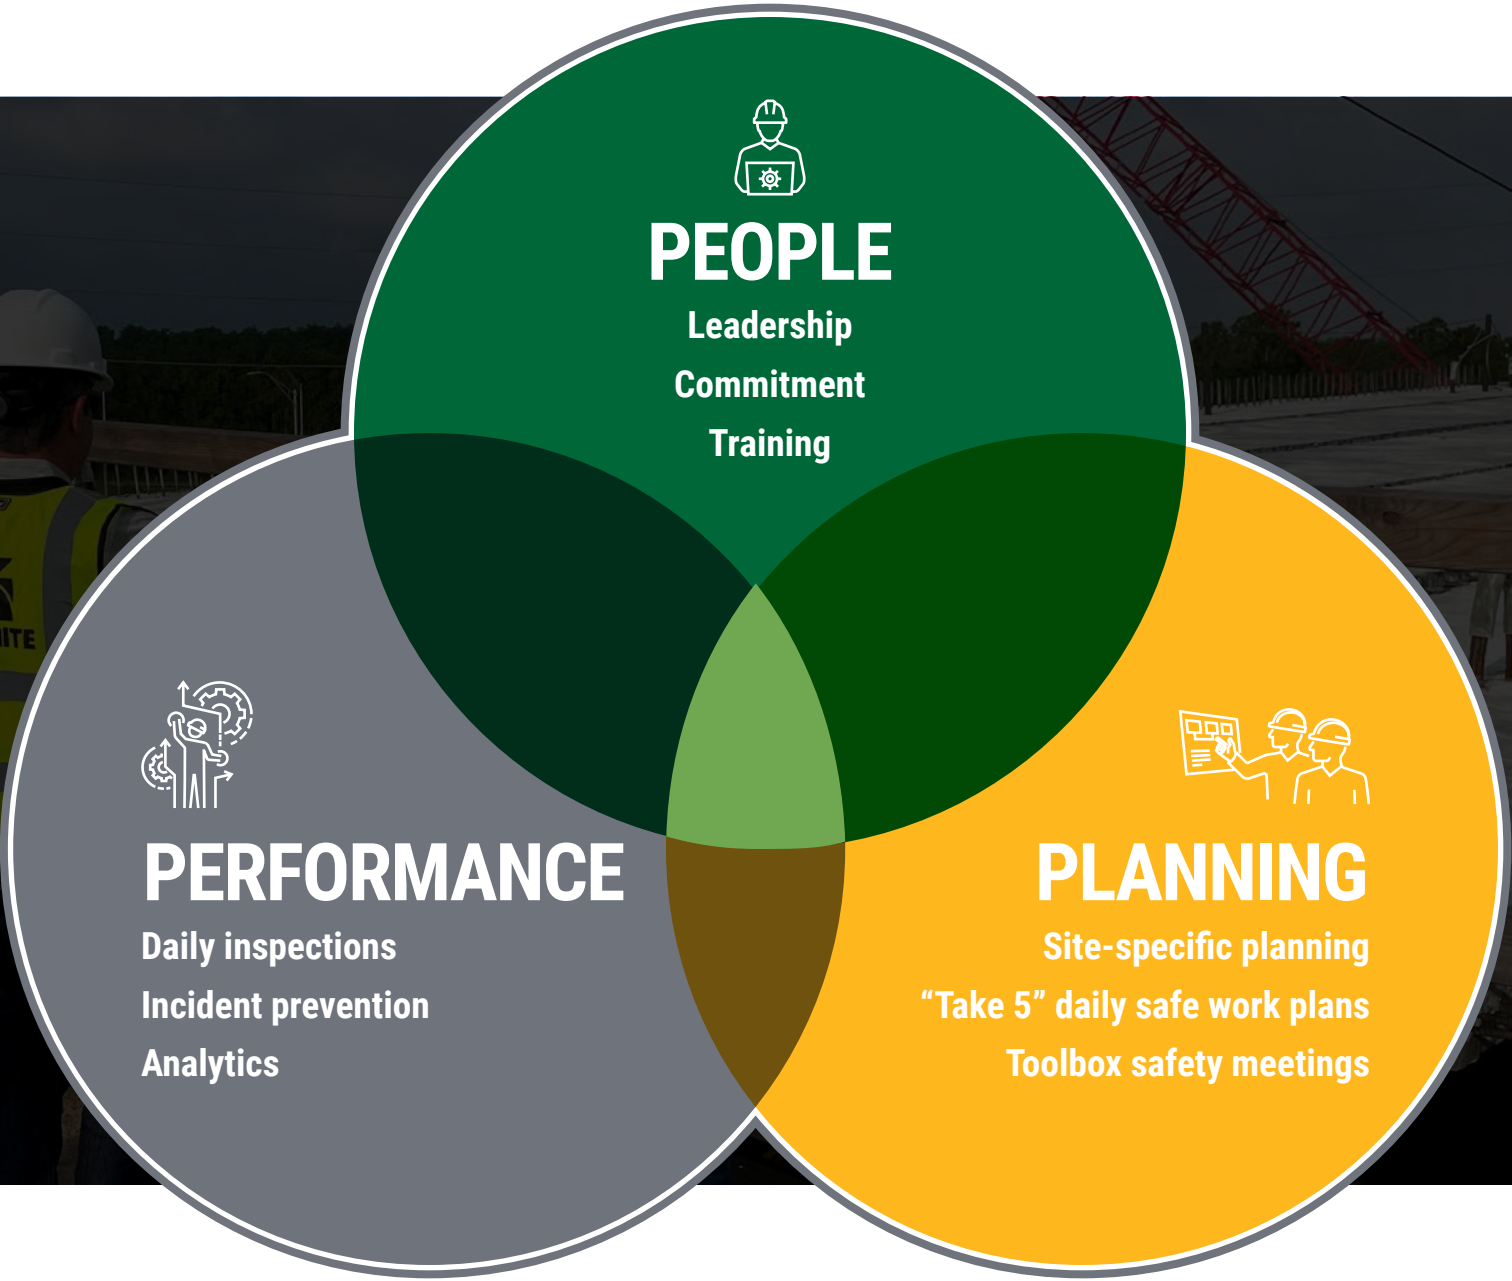 PEOPLE
Leadership
Commitment
Training
PERFORMANCE
Daily inspections
Incident prevention
Analytics
PLANNING
Site-specific planning
“Take 5” daily safe work plans
Toolbox safety meetings